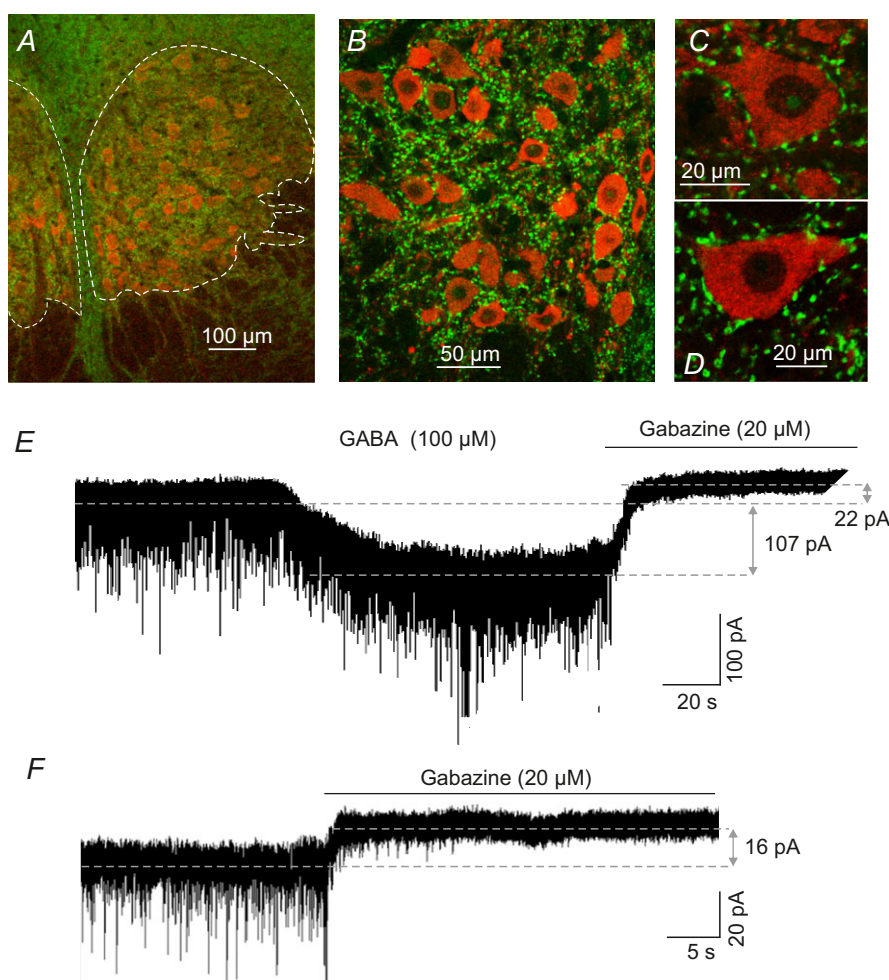 A
B
C
100 µm
50 µm
20 µm
D
20 µm
E
GABA (100 µM)
Gabazine (20 µM)
22 pA
107 pA
100 pA
20 s
F
Gabazine (20 µM)
16 pA
20 pA
5 s